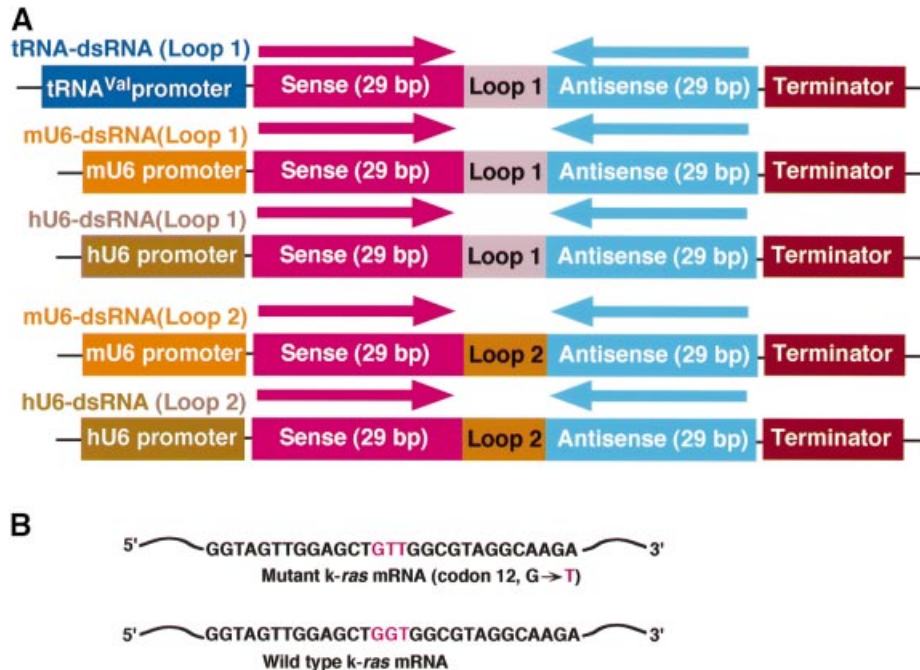 A
tRNA-dsRNA (Loop 1)
tRNAValpromoter Sense (29 bp) Loop 1 Antisense (29 bp) Terminator
mU6-dsRNA(Loop 1)
mU6 promoter Sense (29 bp) Loop 1 Antisense (29 bp) Terminator
hU6-dsRNA(Loop 1)
hU6 promoter Sense (29 bp) Loop 1 Antisense (29 bp) Terminator
mU6-dsRNA(Loop 2)
mU6 promoter Sense (29 bp) Loop 2 Antisense (29 bp) Terminator
hU6-dsRNA (Loop 2)
hU6 promoter Sense (29 bp) Loop 2 Antisense (29 bp) Terminator
B
5' GGTAGTTGGAGCTGTTGGCGTAGGCAAGA 3'
Mutant k-ras mRNA (codon 12, G→T)
5' GGTAGTTGGAGCTGGTGGCGTAGGCAAGA 3'
Wild type k-ras mRNA